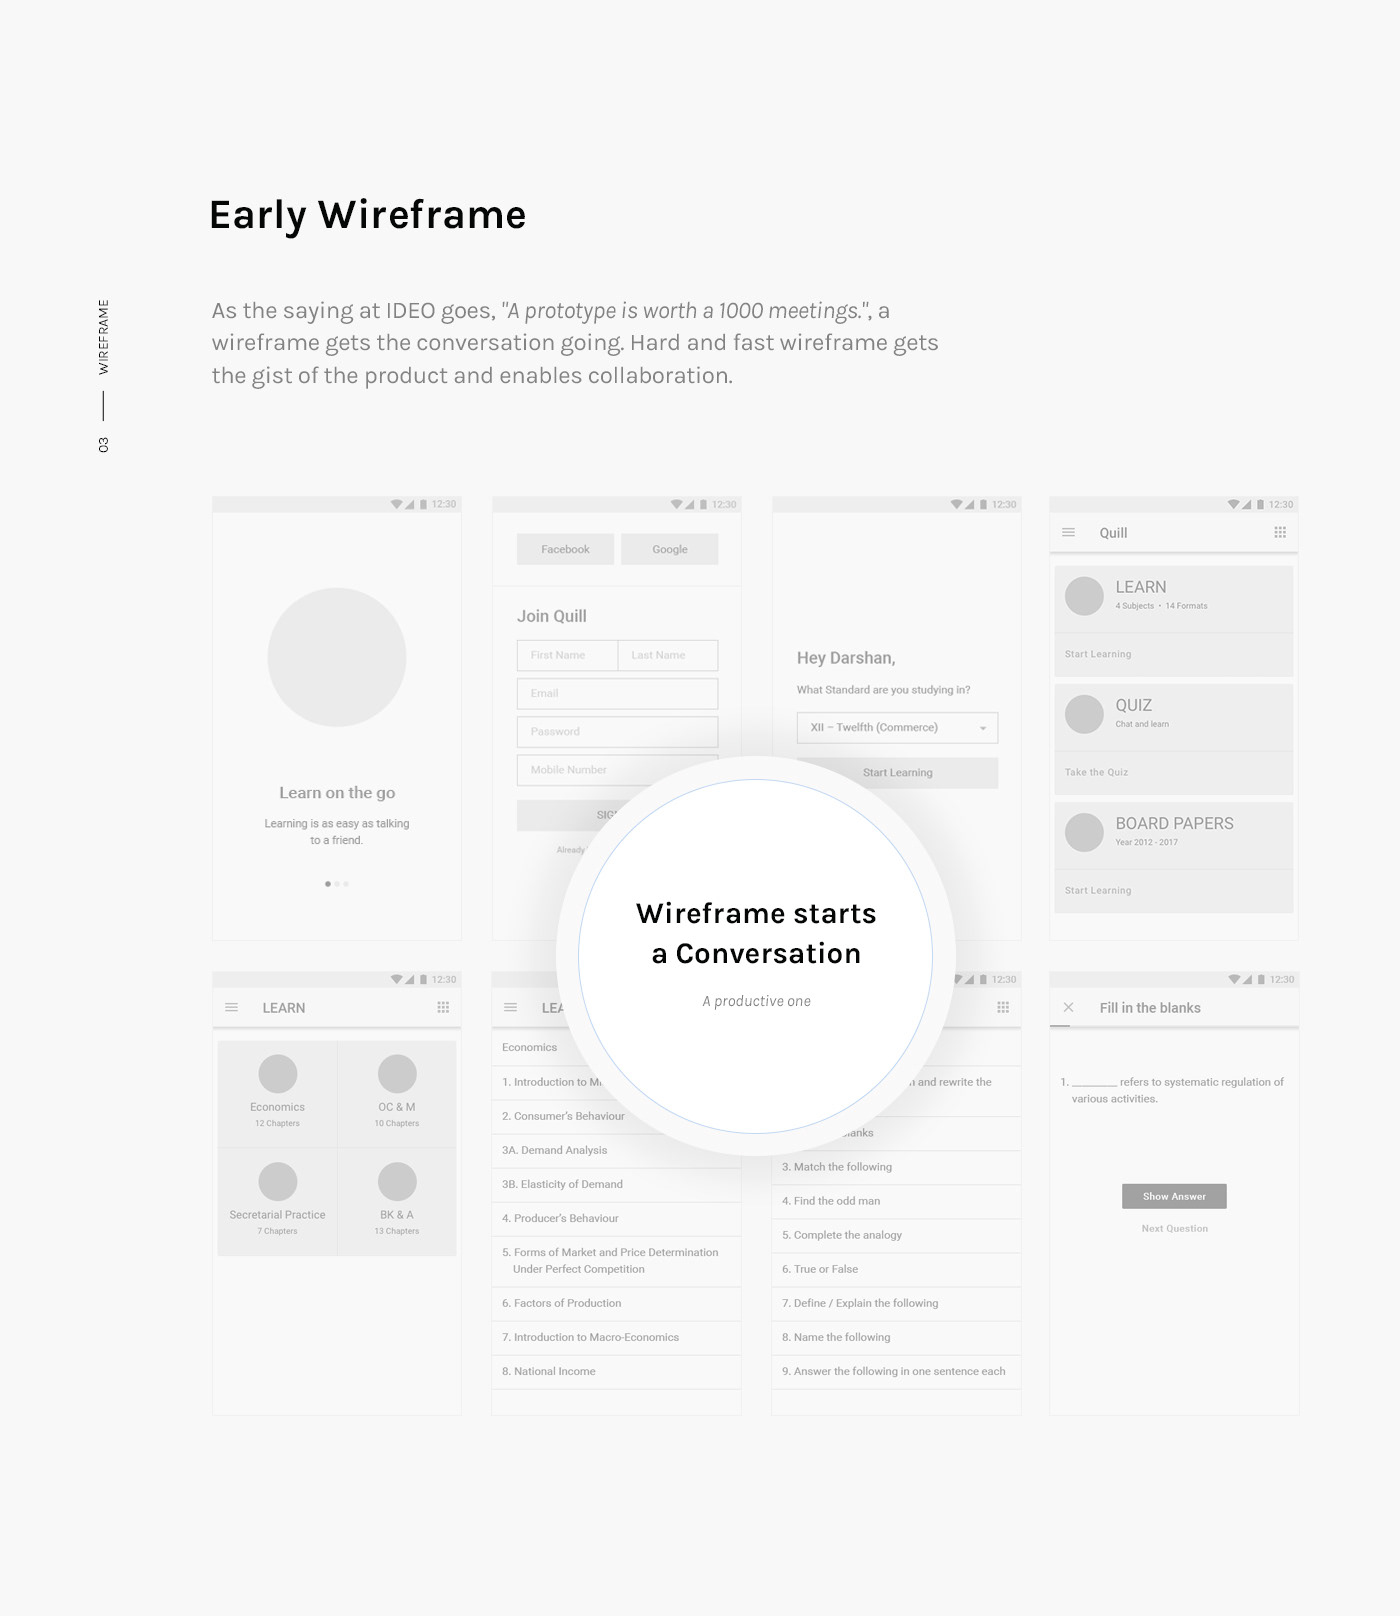 Early Wireframe
As the saying at IDEO goes, "A prototype is worth a 1000 meetings.", a
wireframe gets the conversation going. Hard and fast wireframe gets
the gist of the product and enables collaboration.
03 — WIREFRAME
12:30
Learn on the go
Learning is as easy as talking
to a friend.
12:30
Facebook
Google
Join Quill
First Name
Last Name
Email
Password
Mobile Number
Already
12:30
Hey Darshan,
What Standard are you studying in?
XII – Twelfth (Commerce)
Start Learning
12:30
Quill
LEARN
4 Subjects • 14 Formats
Start Learning
QUIZ
Chat and learn
Take the Quiz
BOARD PAPERS
Year 2012 - 2017
Start Learning
Wireframe starts
a Conversation
A productive one
12:30
LEARN
Economics
12 Chapters
OC & M
10 Chapters
Secretarial Practice
7 Chapters
BK & A
13 Chapters
Economics
1. Introduction to
2. Consumer's Behaviour
3A. Demand Analysis
3B. Elasticity of Demand
4. Producer's Behaviour
5. Forms of Market and Price Determination
Under Perfect Competition
6. Factors of Production
7. Introduction to Macro-Economics
8. National Income
12:30
and rewrite the
3. Match the following
4. Find the odd man
5. Complete the analogy
6. True or False
7. Define / Explain the following
8. Name the following
9. Answer the following in one sentence each
12:30
Fill in the blanks
1. ________ refers to systematic regulation of
various activities.
Show Answer
Next Question